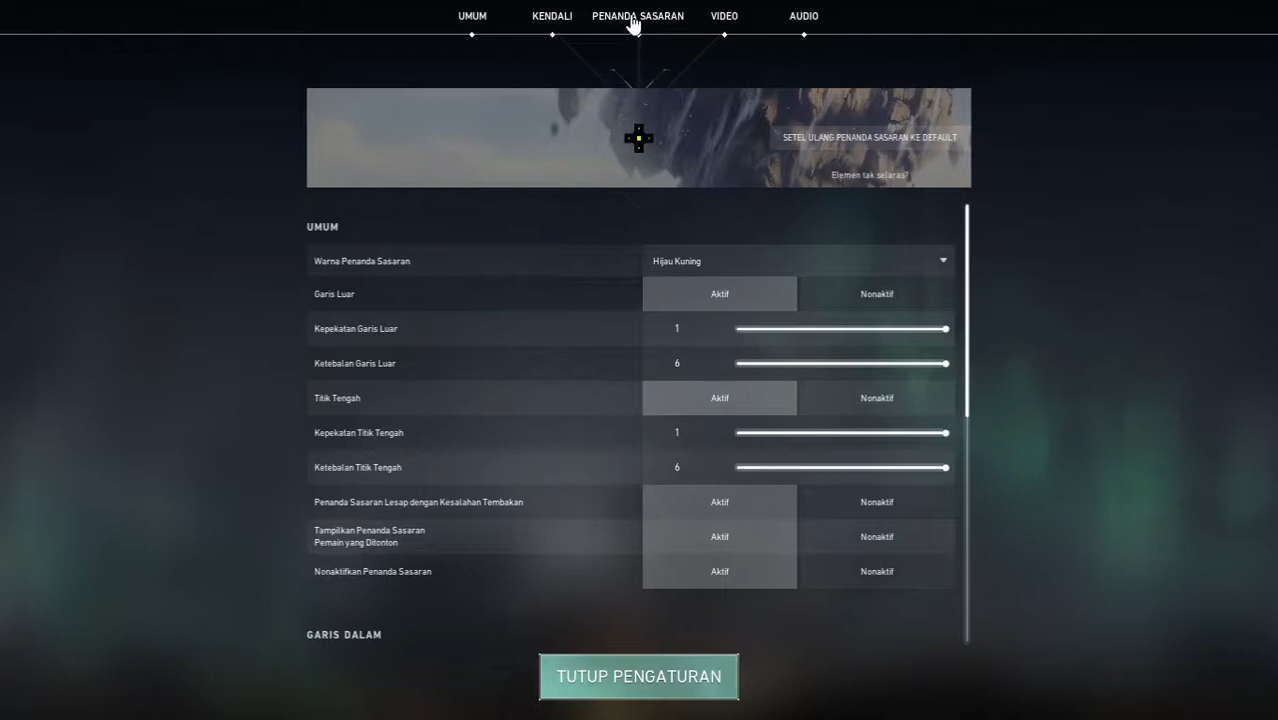 UMUM
KENDALI
PENANDA SASARAN
VIDEO
AUDIO
SETEL ULANG PENANDA SASARAN KE DEFAULT
Elemen tak selaras?
UMUM
Warna Penanda Sasaran
Hijau Kuning
Garis Luar
Aktif
Nonaktif
Kepekatan Garis Luar
1
Ketebalan Garis Luar
6
Titik Tengah
Aktif
Nonaktif
Kepekatan Titik Tengah
1
Ketebalan Titik Tengah
6
Penanda Sasaran Lesap dengan Kesalahan Tembakan
Aktif
Nonaktif
Tampilkan Penanda Sasaran
Pemain yang Ditonton
Aktif
Nonaktif
Nonaktifkan Penanda Sasaran
Aktif
Nonaktif
GARIS DALAM
TUTUP PENGATURAN